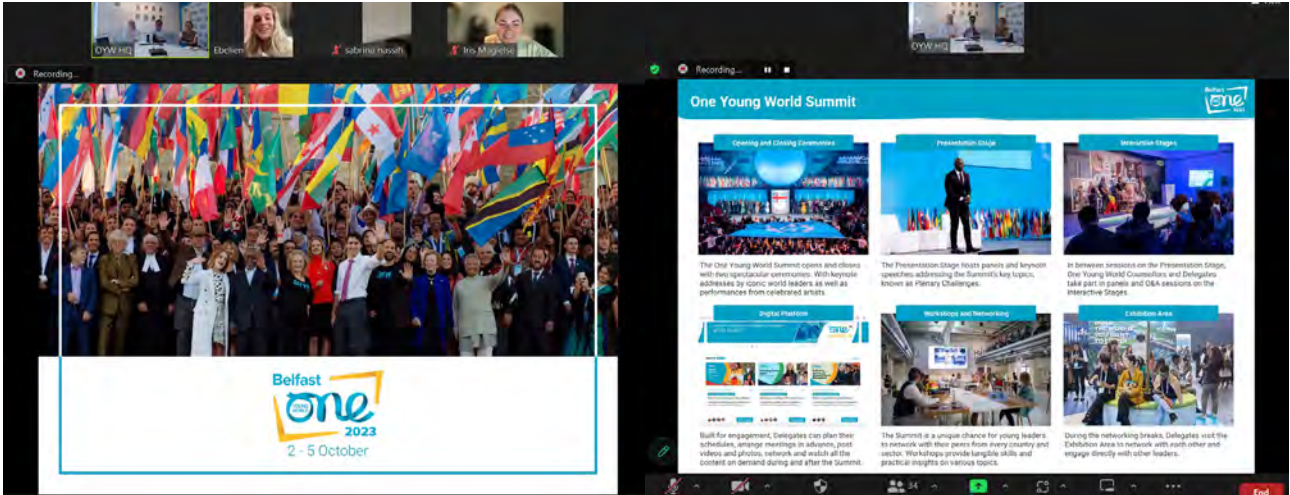 OYW HQ
Ebelien
sabrina nassih
Iris Magielse
Recording...
Belfast
one
YOUNG
WORLD
2023
2 - 5 October
OYW HQ
View
Recording...
One Young World Summit
Belfast
one
2023
Opening and Closing Ceremonies
Presentation Stage
Interactive Stages
The One Young World Summit opens and closes
with two spectacular ceremonies. With keynote
addresses by iconic world leaders as well as
performances from celebrated artists.
The Presentation Stage hosts panels and keynote
speeches addressing the Summit's key topics,
known as Plenary Challenges.
In between sessions on the Presentation Stage,
One Young World Counsellors and Delegates
take part in panels and Q&A sessions on the
Interactive Stages.
Digital Platform
Workshops and Networking
Exhibition Area
one
Built for engagement, Delegates can plan their
schedules, arrange meetings in advance, post
videos and photos, network and watch all the
content on demand during and after the Summit.
The Summit is a unique chance for young leaders
to network with their peers from every country and
sector. Workshops provide tangible skills and
practical insights on various topics.
During the networking breaks, Delegates visit the
Exhibition Area to network with each other and
engage directly with other leaders.
34
End